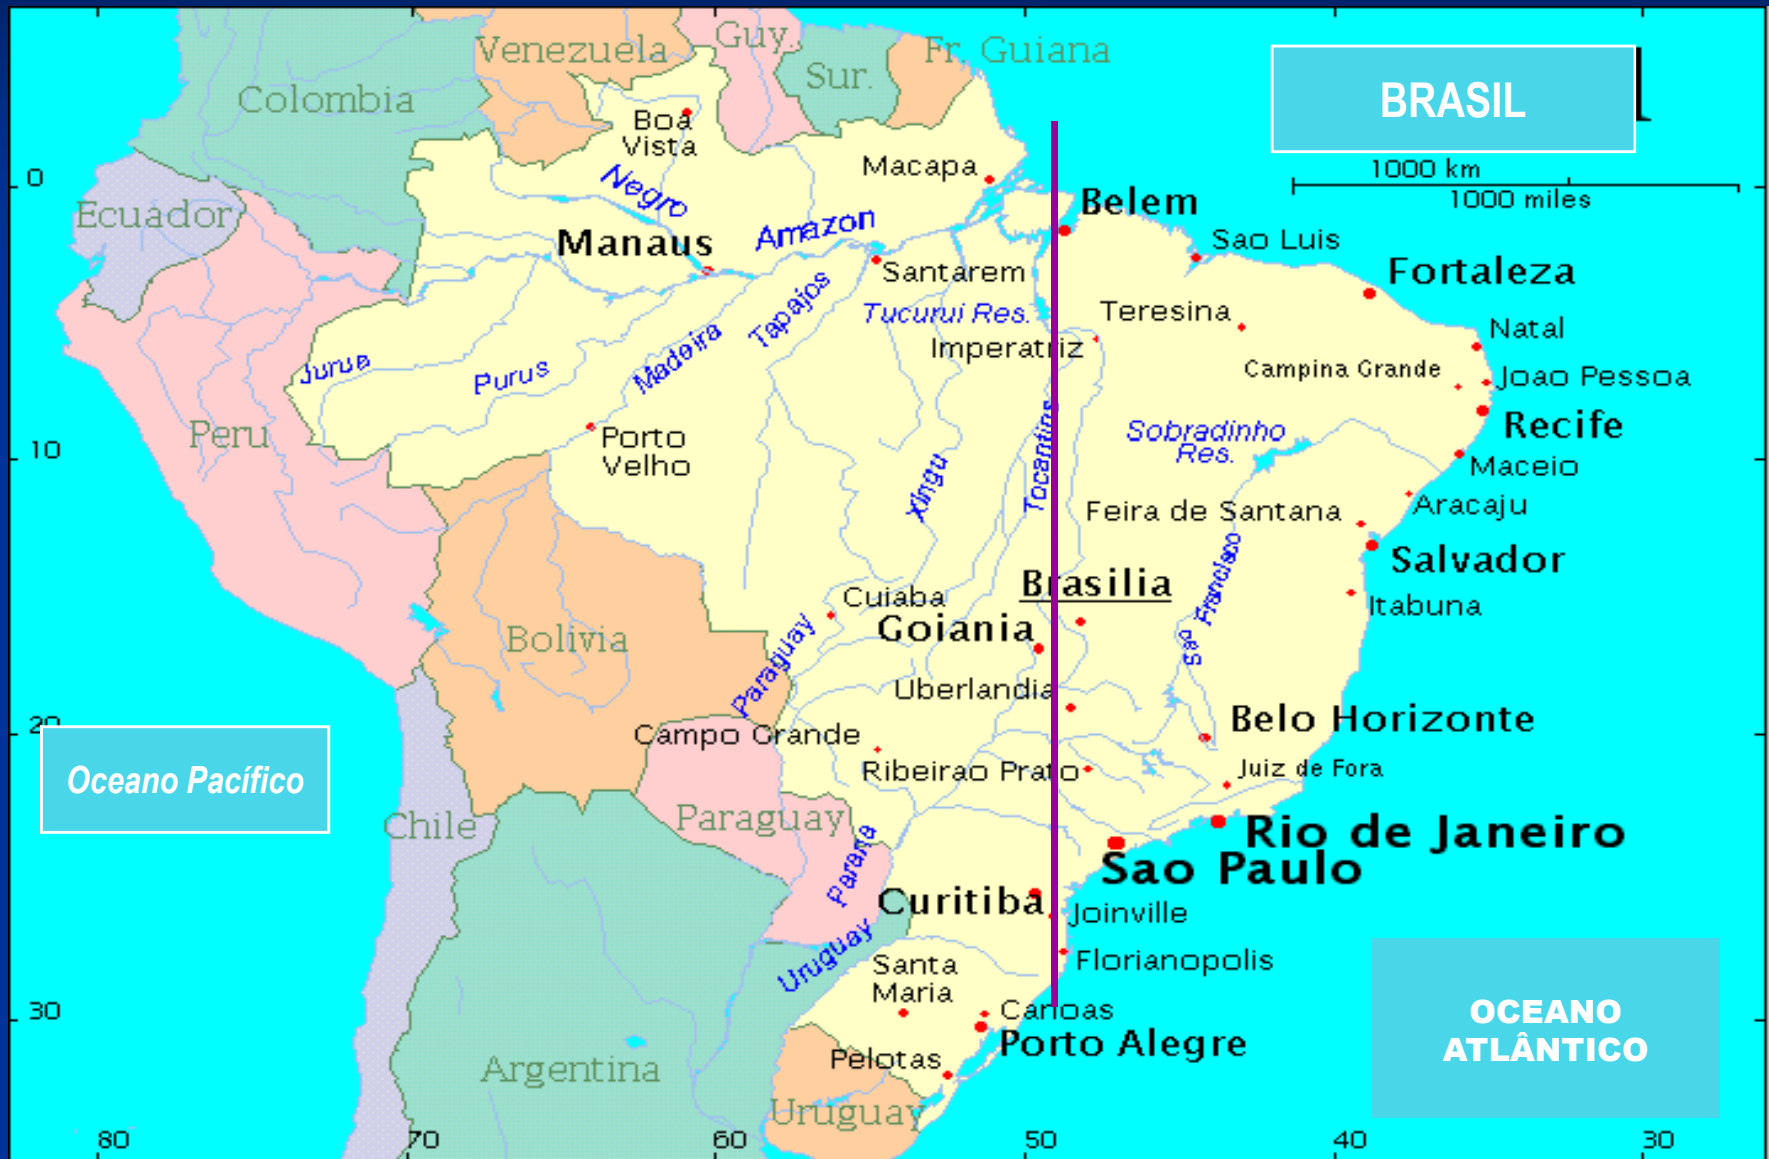 Venezuela
Guy.
Fr. Guiana
Sur.
Colombia
BRASIL
Boa
Vista
Macapa
1000 km
1000 miles
0
Negro
Ecuador
Belem
Amazon
Manaus
Sao Luis
Santarem
Fortaleza
Tapajos
Tucurui Res.
Teresina
Natal
Madeira
Imperatriz
Jurua
Purus
Campina Grande
Joao Pessoa
Peru
Porto
Velho
Recife
Sobradinho
Res.
10
Maceio
Xingu
Tocantins
Feira de Santana
Aracaju
Salvador
Sao Francisco
Brasilia
Cuiaba
Itabuna
Goiania
Bolivia
Paraguay
Uberlandia
20
Belo Horizonte
Campo Grande
Oceano Pacífico
Ribeirao Prato
Juiz de Fora
Chile
Paraguay
Rio de Janeiro
Parana
Sao Paulo
Curitiba
Joinville
Uruguay
Florianopolis
Santa
Maria
30
Canoas
OCEANO
ATLÂNTICO
Porto Alegre
Pelotas
Argentina
Uruguay
80
70
60
50
40
30